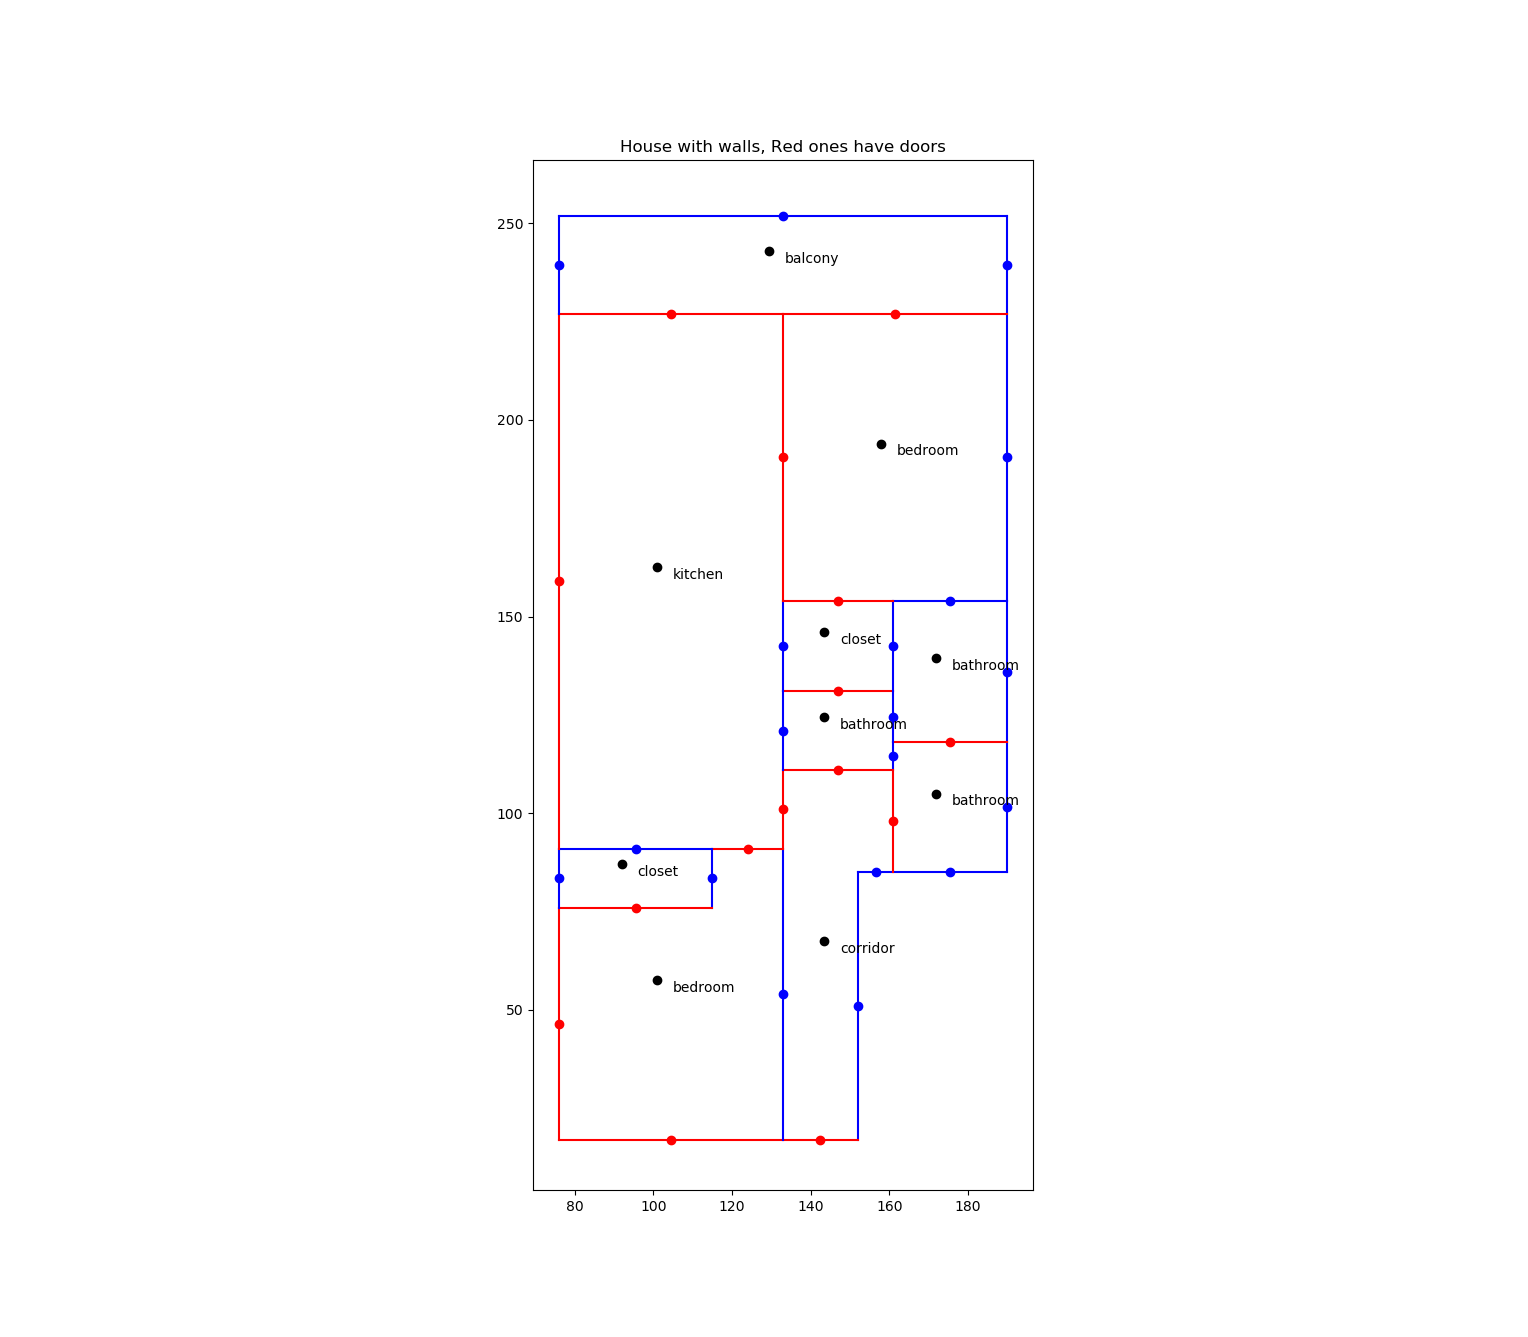 House with walls, Red ones have doors
250
balcony
200
bedroom
kitchen
150
closet
bathroom
bathroom
100
bathroom
closet
corridor
bedroom
50
80 100 120 140 160 180